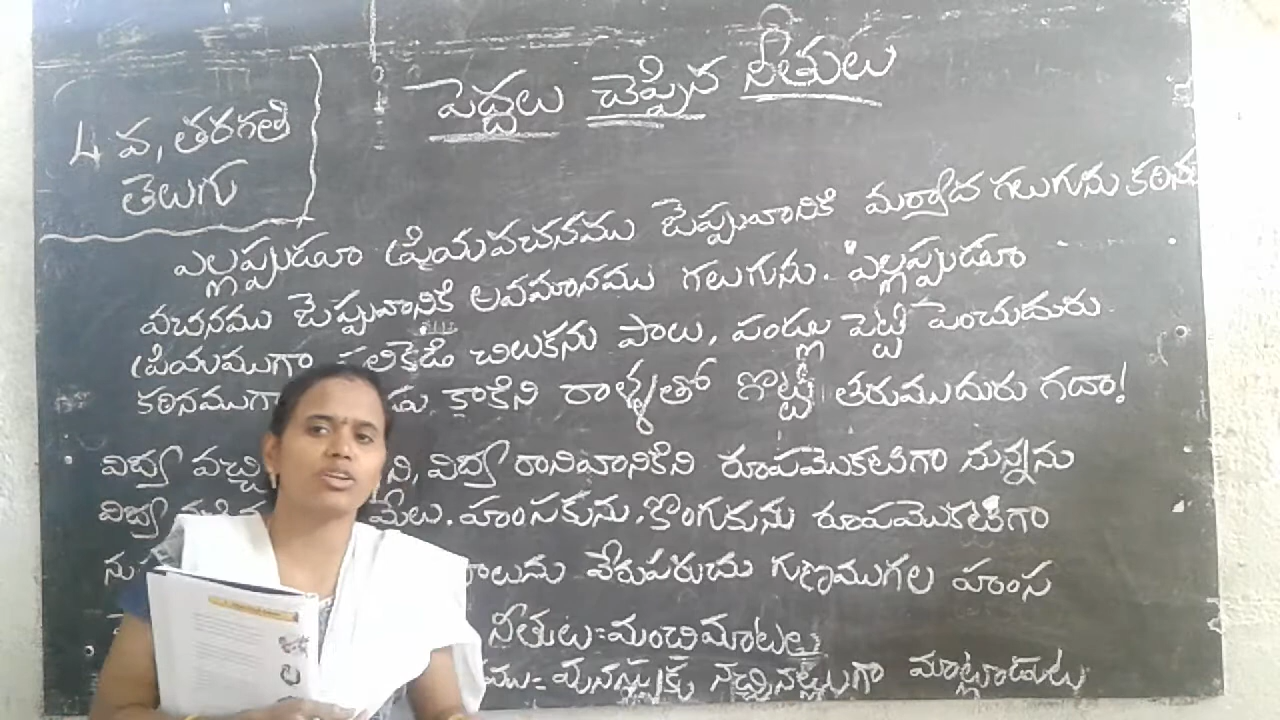 పెద్దలు చెప్పిన నీతులు
4 వ, తరగతి
తెలుగు
ఎల్లప్పుడూ ప్రియవచనము జెప్పువానికి మర్యాద గలుగును కఠిన
వచనము జెప్పువానికి అవమానము గలుగును. ఎల్లప్పుడూ
ప్రియముగా పలికెడి చిలుకను పాలు, పండ్లు పెట్టి పెంచుదురు
కఠినముగా కాకిని రాళ్ళతో గొట్టి తరుముదురు గదా!
విద్య రానివానికిని రూపమొకటిగా నున్నను
విద్య మేలు. హంసకును, కొంగకును రూపమొకటిగా
వేరుపరుచు గుణముగల హంస
నీతులు=మంచిమాటలు
మనస్సుకు నచ్చినట్లుగా మాట్లాడుట